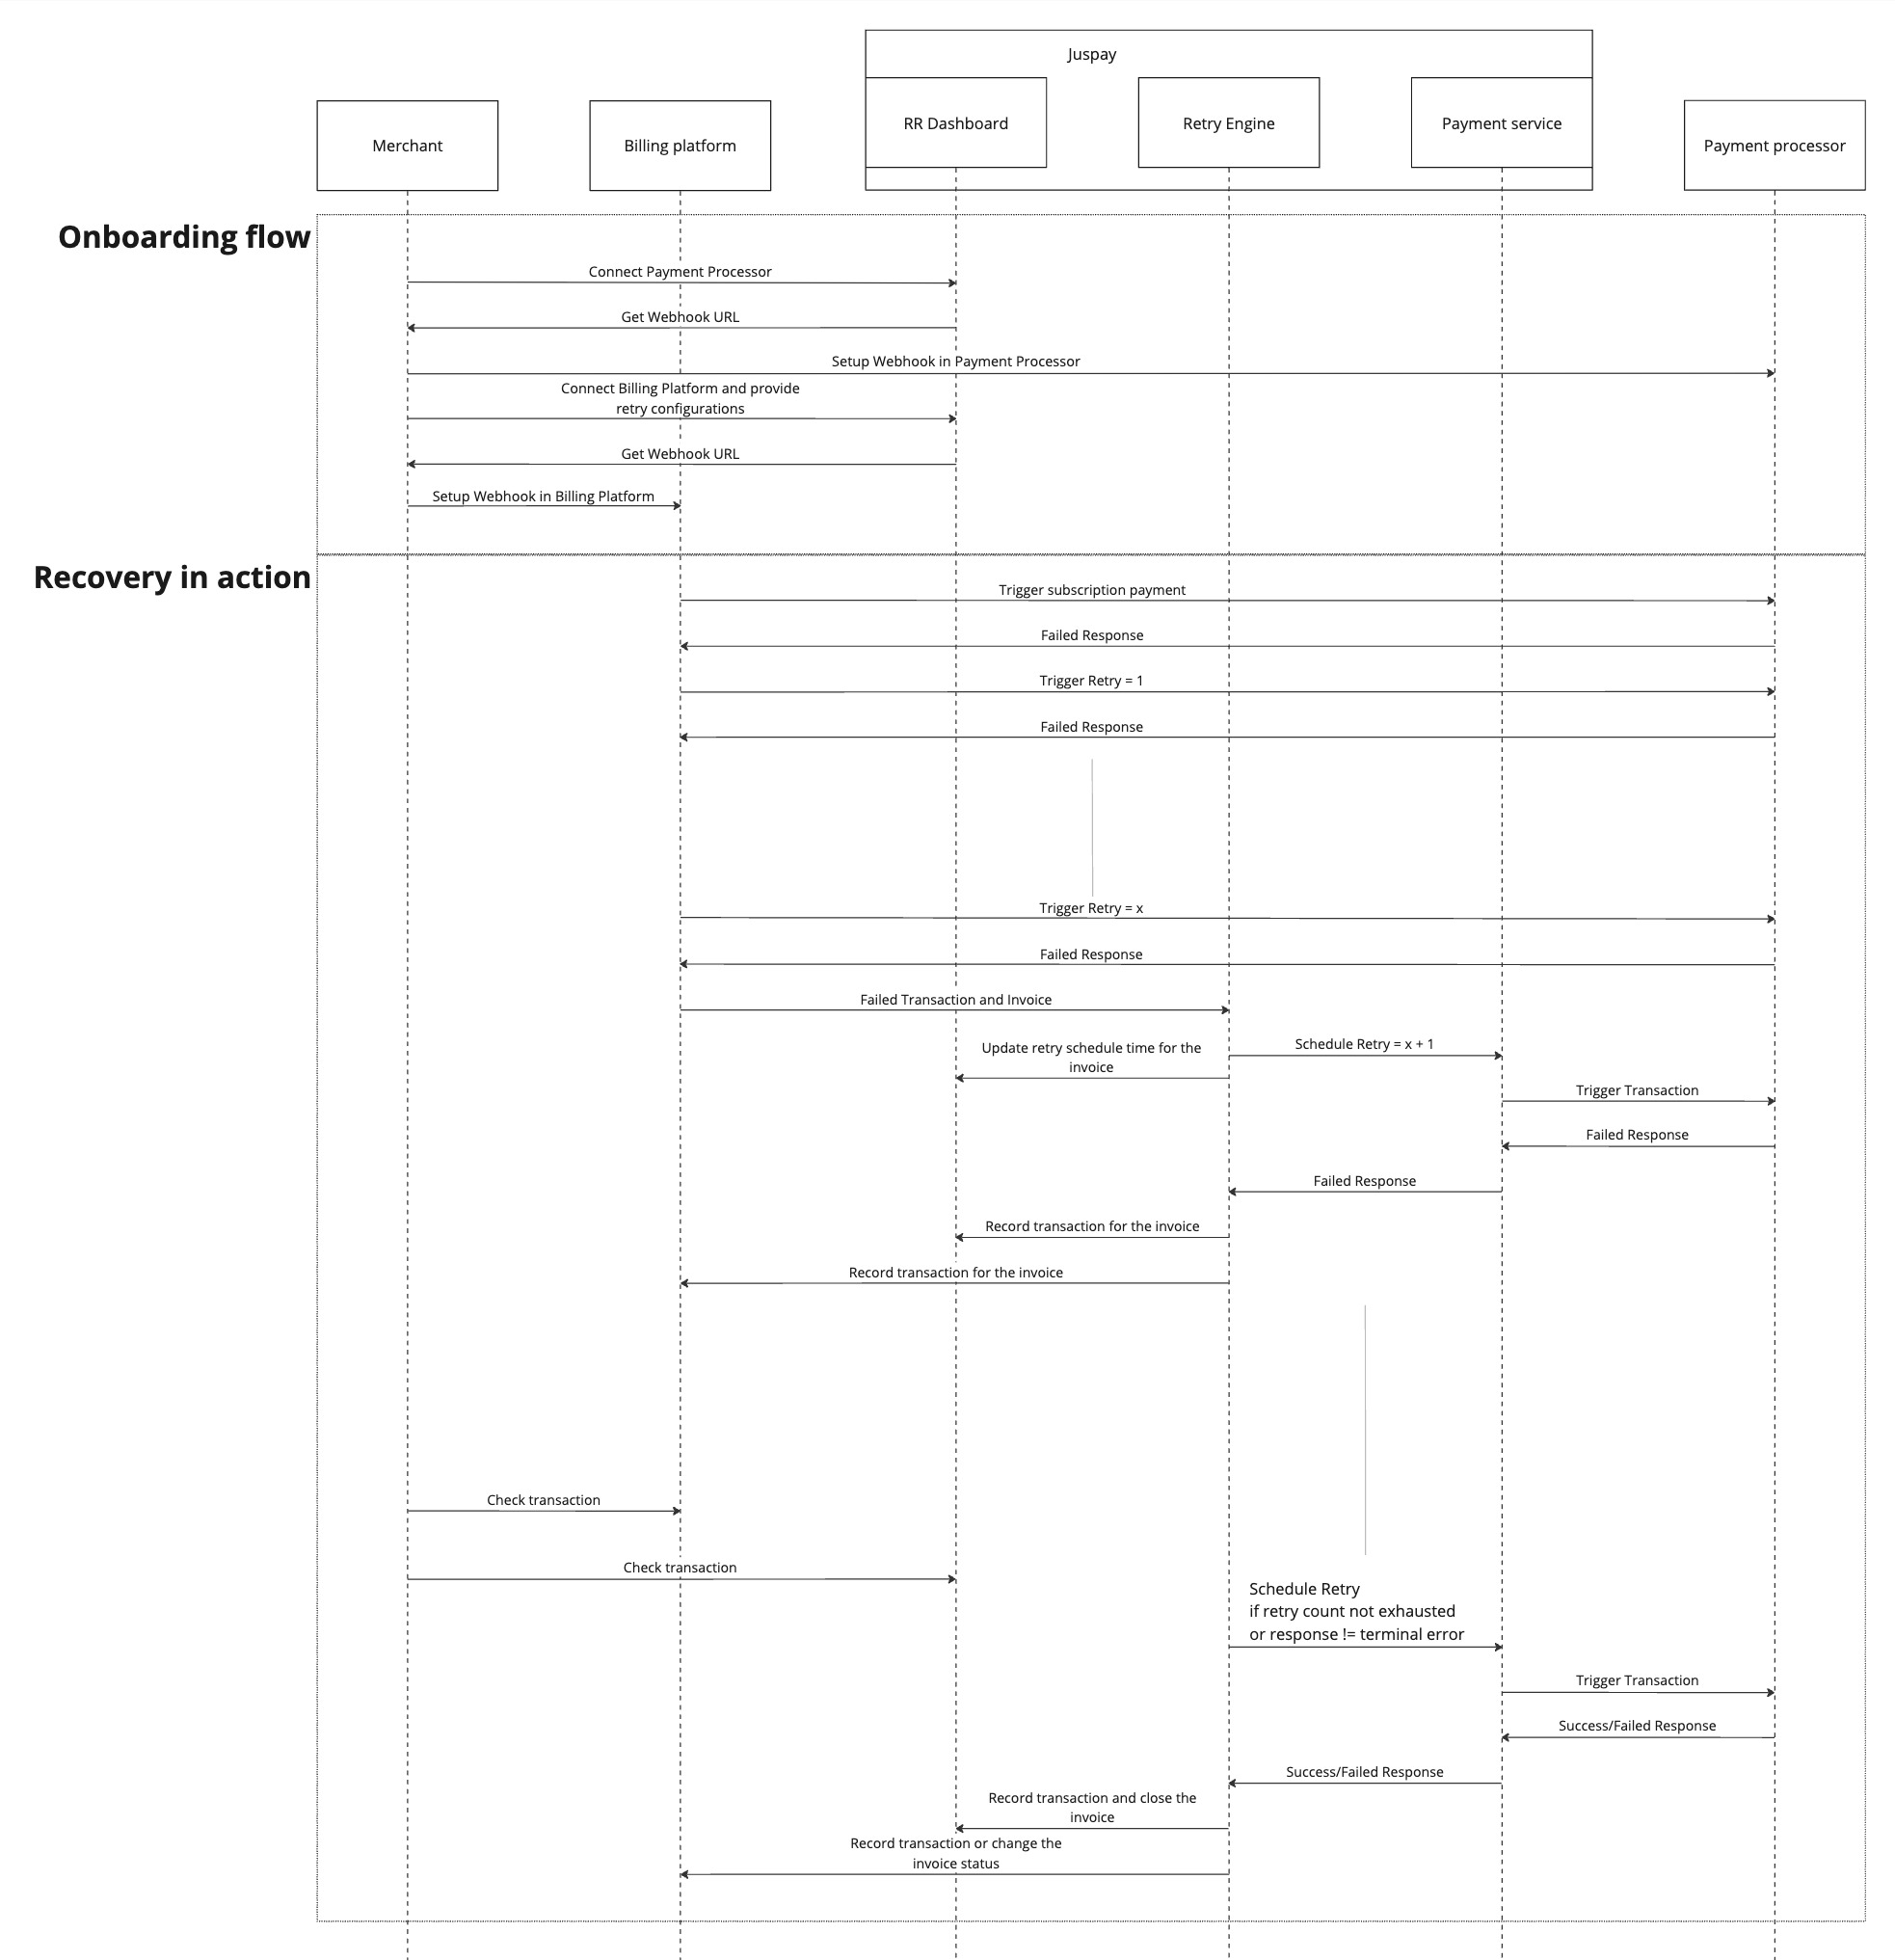 Juspay
Merchant
Billing platform
RR Dashboard
Retry Engine
Payment service
Payment processor
Onboarding flow
Connect Payment Processor
Get Webhook URL
Setup Webhook in Payment Processor
Connect Billing Platform and provide
retry configurations
Get Webhook URL
Setup Webhook in Billing Platform
Recovery in action
Trigger subscription payment
Failed Response
Trigger Retry = 1
Failed Response
Trigger Retry = x
Failed Response
Failed Transaction and Invoice
Schedule Retry = x + 1
Update retry schedule time for the
invoice
Trigger Transaction
Failed Response
Failed Response
Record transaction for the invoice
Record transaction for the invoice
Check transaction
Check transaction
Schedule Retry
if retry count not exhausted
or response != terminal error
Trigger Transaction
Success/Failed Response
Success/Failed Response
Record transaction and close the
invoice
Record transaction or change the
invoice status